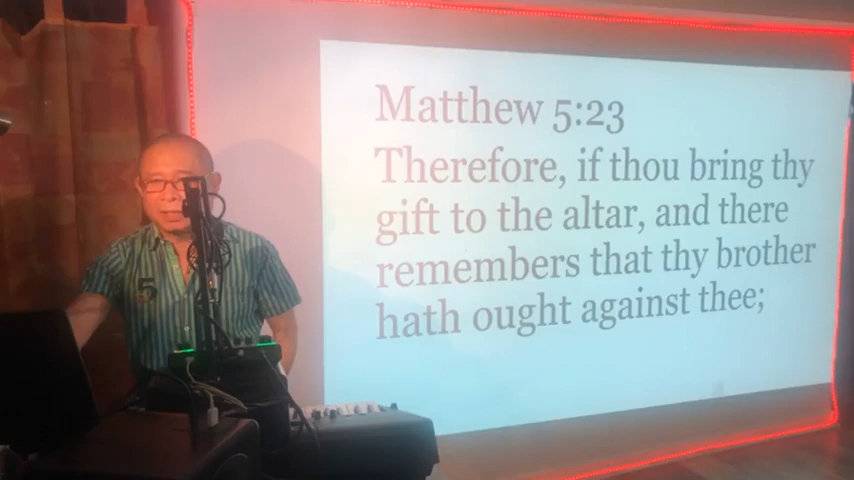 Matthew 5:23
Therefore, if thou bring thy
gift to the altar, and there
remembers that thy brother
hath ought against thee;
5